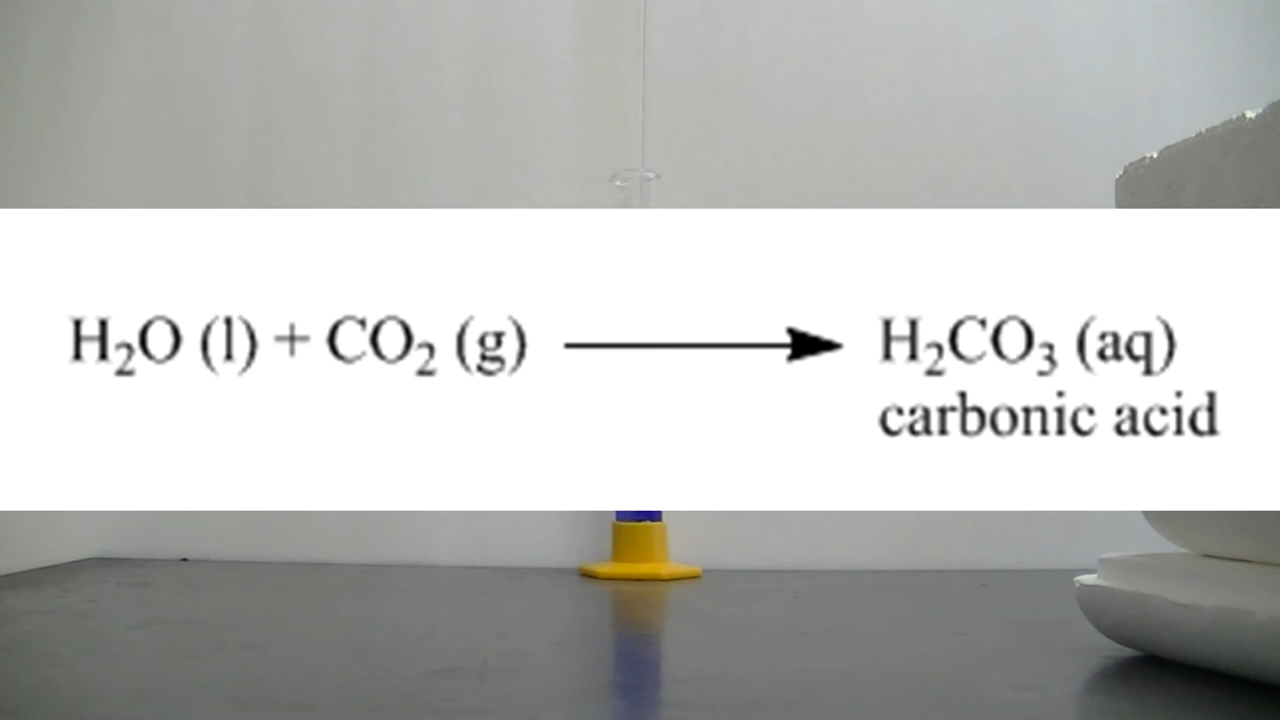 H₂O (l) + CO₂ (g) ⟶ H₂CO₃ (aq)
carbonic acid